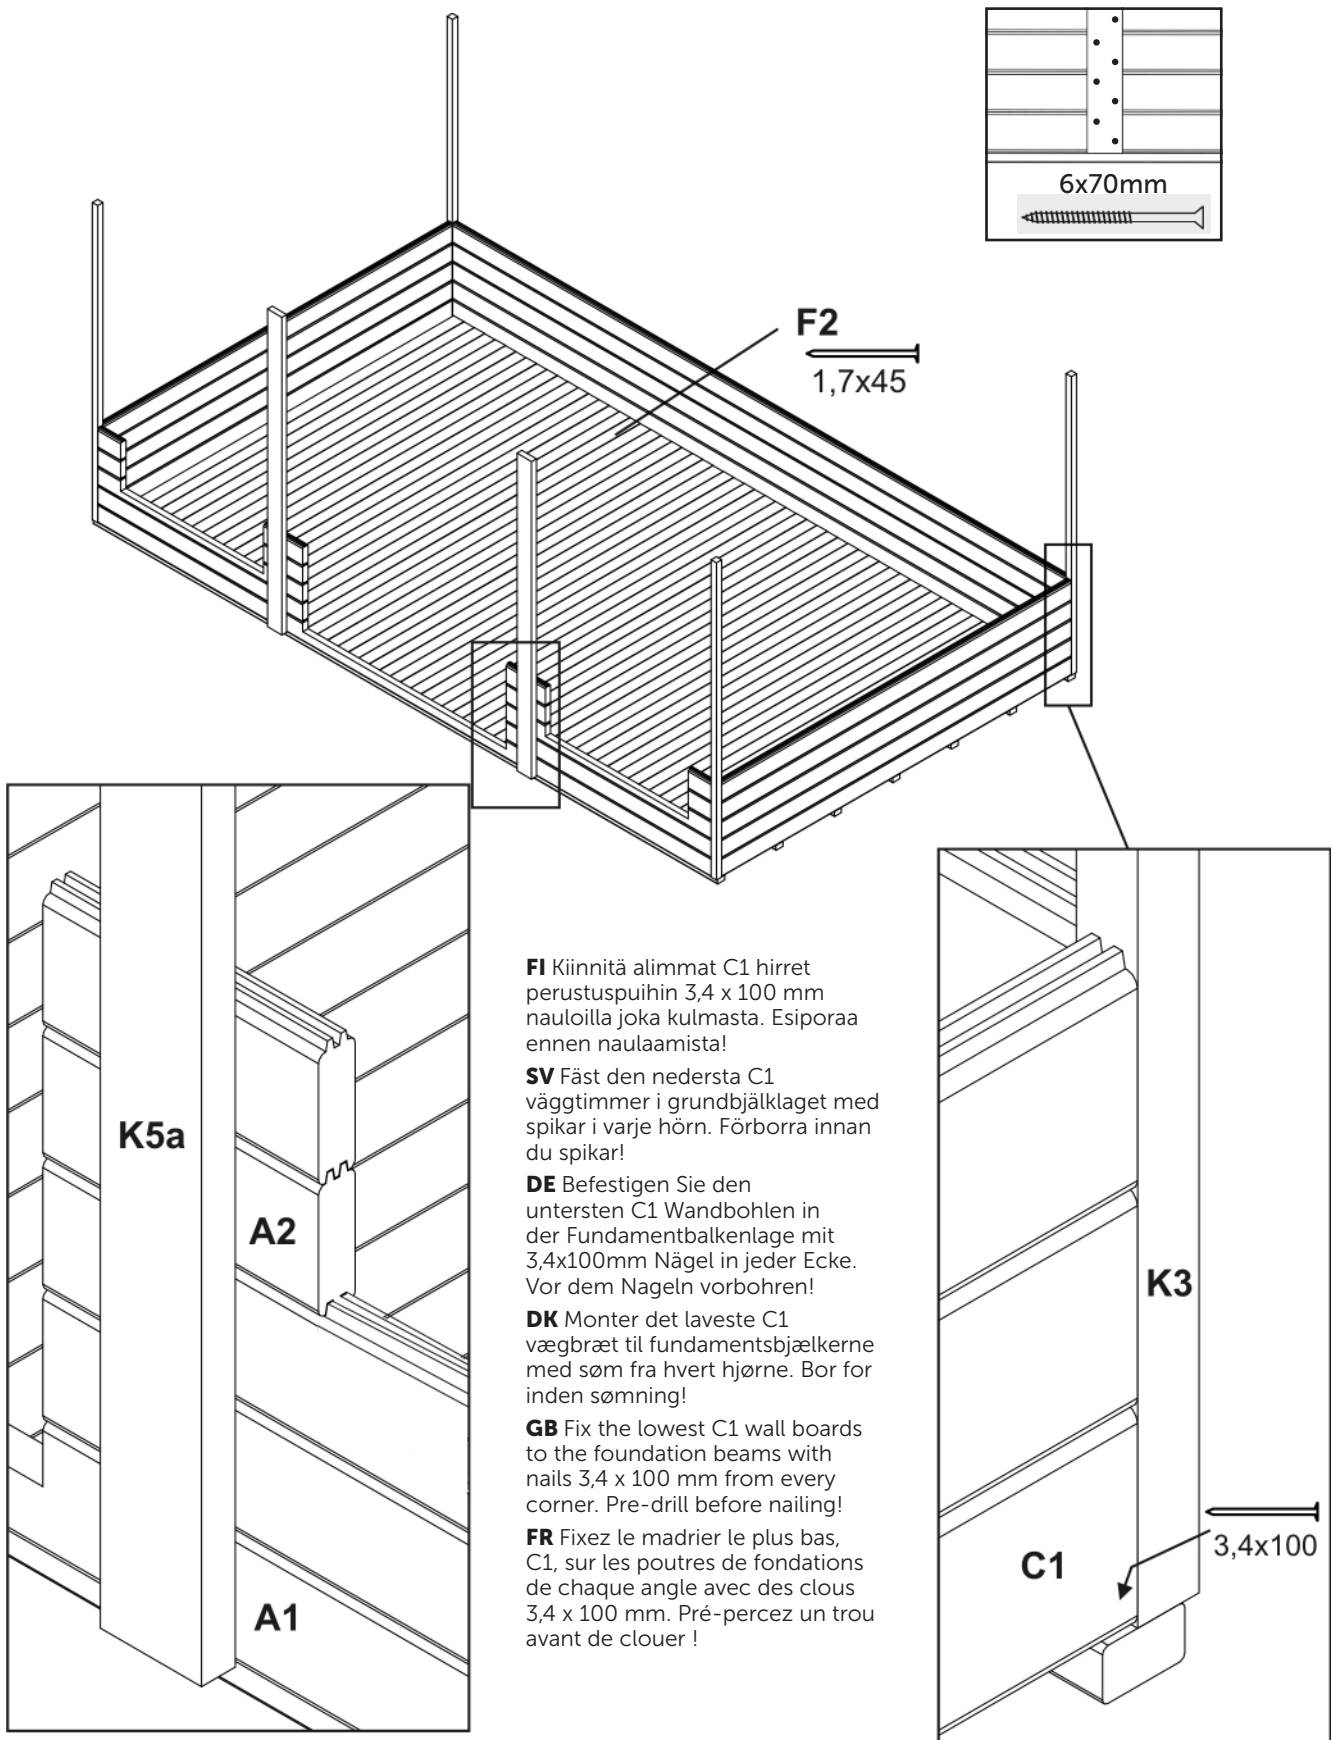 6x70mm
F2
1,7x45
K5a
A2
A1
FI Kiinnitä alimmat C1 hirret
perustuspuihin 3,4 x 100 mm
nauloilla joka kulmasta. Esiporaa
ennen naulaamista!
SV Fäst den nedersta C1
väggtimmer i grundbjälklaget med
spikar i varje hörn. Förborra innan
du spikar!
DE Befestigen Sie den
untersten C1 Wandbohlen in
der Fundamentbalkenlage mit
3,4x100mm Nägel in jeder Ecke.
Vor dem Nageln vorbohren!
DK Monter det laveste C1
vægbræt til fundamentsbjælkerne
med søm fra hvert hjørne. Bor for
inden sømning!
GB Fix the lowest C1 wall boards
to the foundation beams with
nails 3,4 x 100 mm from every
corner. Pre-drill before nailing!
FR Fixez le madrier le plus bas,
C1, sur les poutres de fondations
de chaque angle avec des clous
3,4 x 100 mm. Pré-percez un trou
avant de clouer !
K3
3,4x100
C1